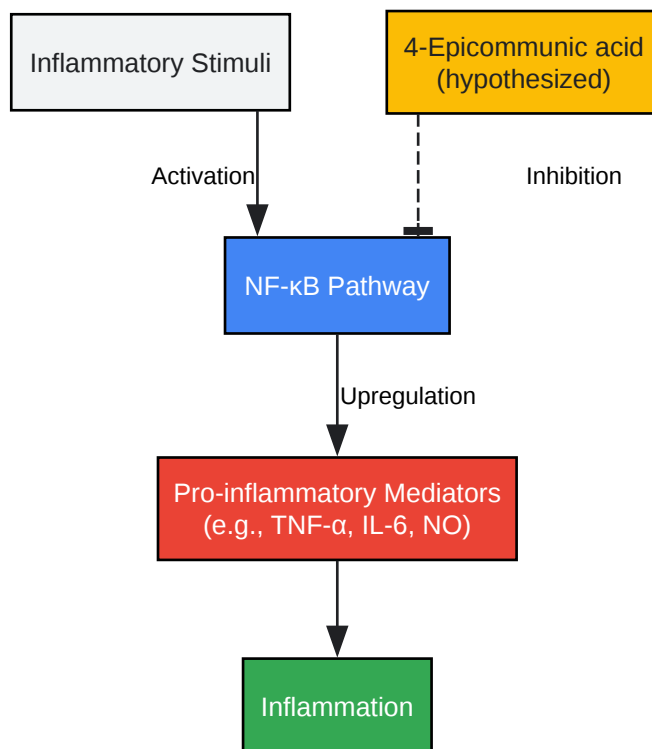 Inflammatory Stimuli
4-Epicommunic acid
(hypothesized)
Activation
Inhibition
NF-κB Pathway
Upregulation
Pro-inflammatory Mediators
(e.g., TNF-α, IL-6, NO)
Inflammation